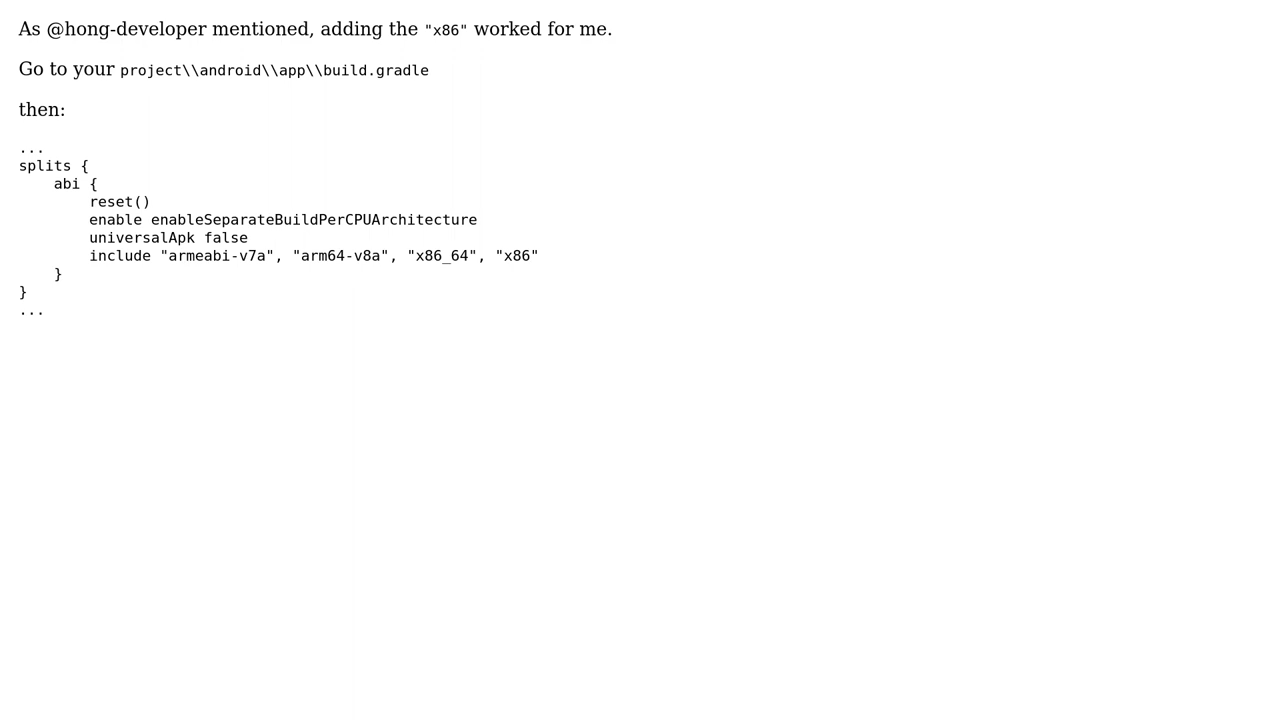 As @hong-developer mentioned, adding the "x86" worked for me.
Go to your project\\android\\app\\build.gradle
then:
...
splits {
    abi {
        reset()
        enable enableSeparateBuildPerCPUArchitecture
        universalApk false
        include "armeabi-v7a", "arm64-v8a", "x86_64", "x86"
    }
}
...